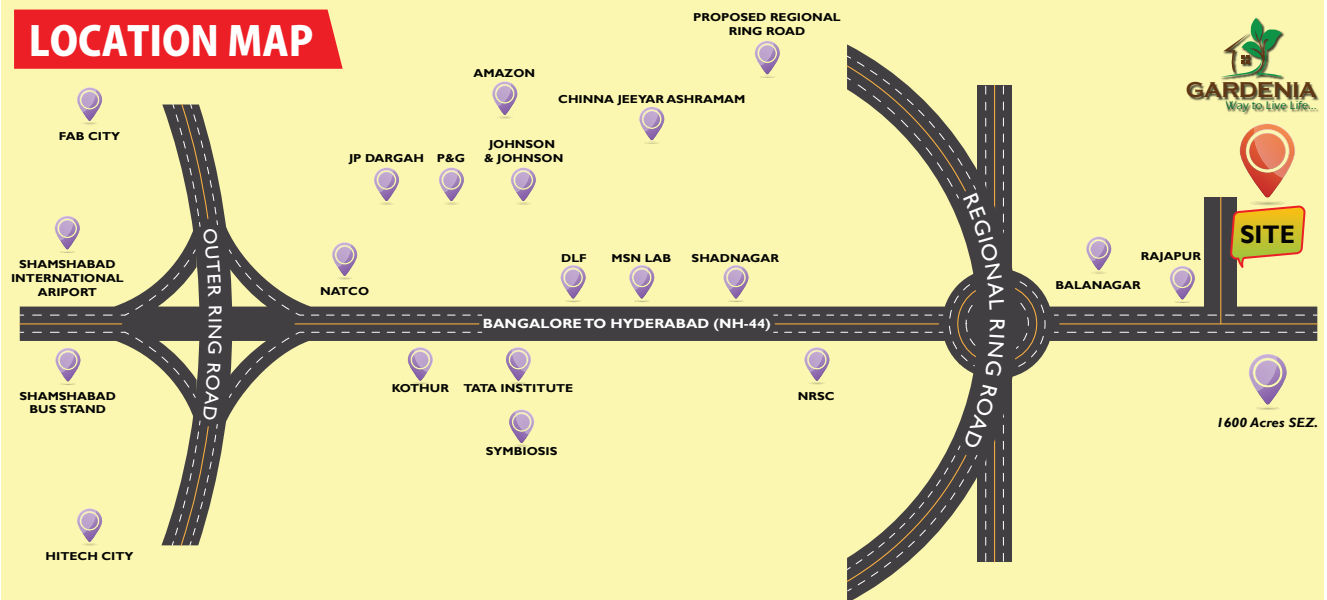 LOCATION MAP
PROPOSED REGIONAL
RING ROAD
GARDENIA
Way to Live Life...
AMAZON
CHINNA JEEYAR ASHRAMAM
FAB CITY
JP DARGAH
P&G
JOHNSON
& JOHNSON
SITE
SHAMSHABAD
INTERNATIONAL
ARIPORT
OUTER RING ROAD
NATCO
DLF
MSN LAB
SHADNAGAR
REGIONAL RING ROAD
BALANAGAR
RAJAPUR
BANGALORE TO HYDERABAD (NH-44)
SHAMSHABAD
BUS STAND
KOTHUR
TATA INSTITUTE
NRSC
1600 Acres SEZ.
SYMBIOSIS
HITECH CITY